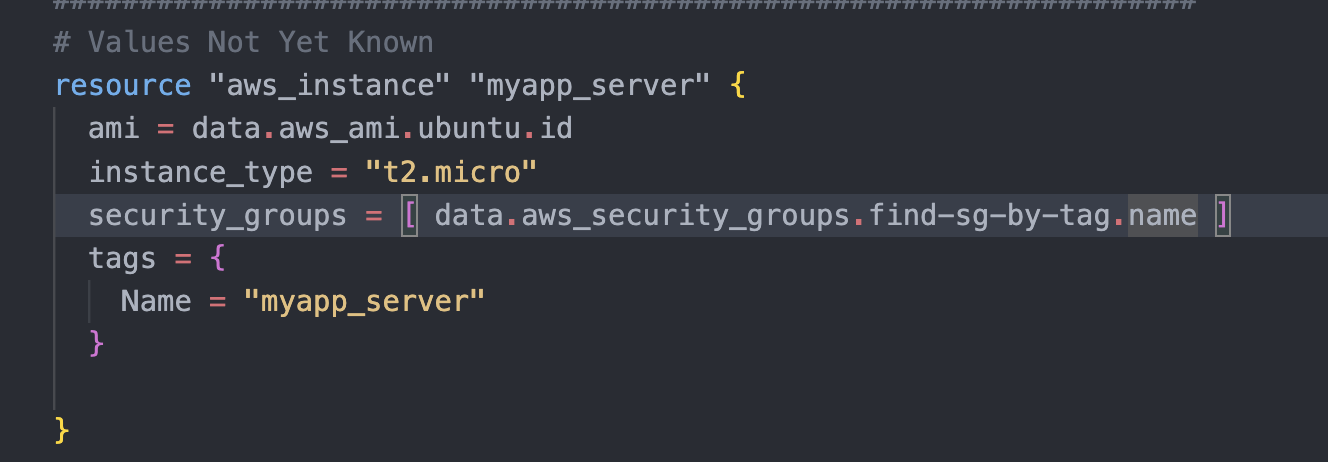 ####################################################################
# Values Not Yet Known
resource "aws_instance" "myapp_server" {
ami = data.aws_ami.ubuntu.id
instance_type = "t2.micro"
security_groups = [ data.aws_security_groups.find-sg-by-tag.name ]
tags = {
Name = "myapp_server"
}
}